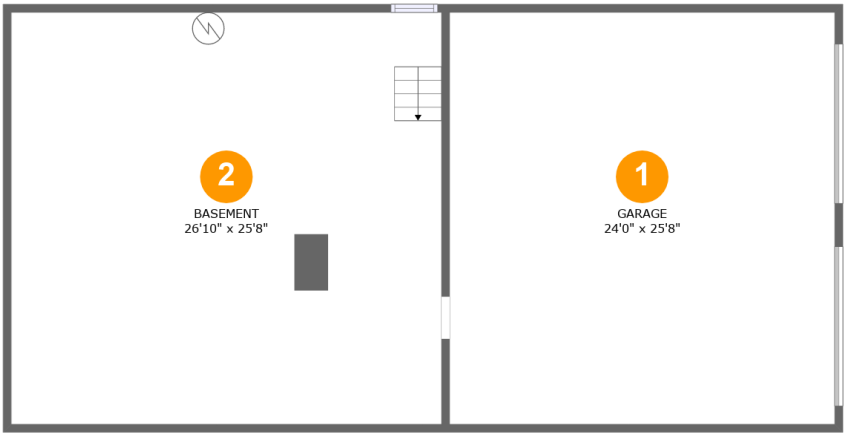 2
BASEMENT
26'10" x 25'8"
1
GARAGE
24'0" x 25'8"